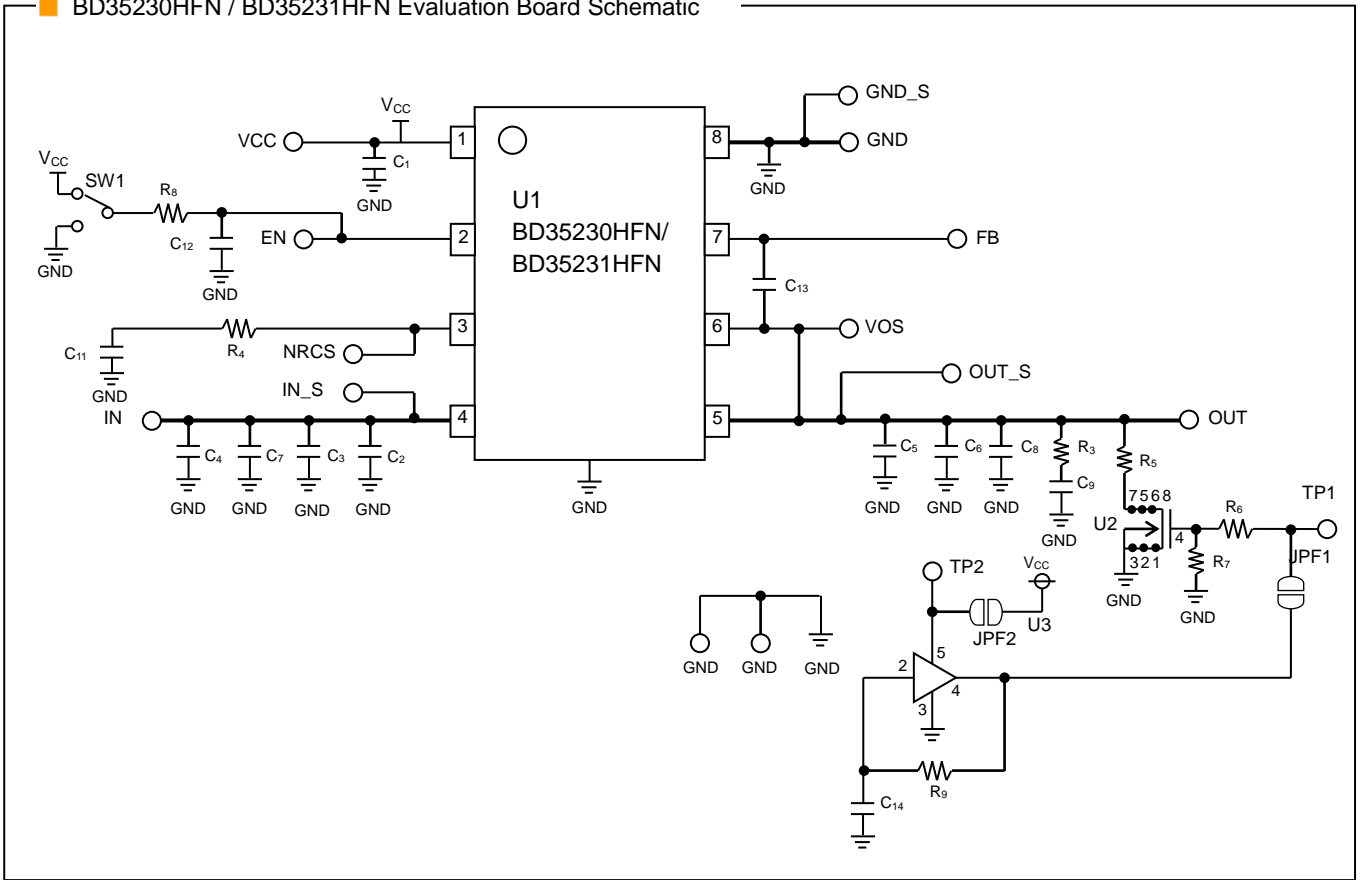 BD35230HFN / BD35231HFN Evaluation Board Schematic
GND_S
VCC
VCC
1
8
GND
C1
VCC
SW1
GND
GND
R8
U1
BD35230HFN/
BD35231HFN
EN
2
7
FB
C12
GND
GND
C13
3
6
VOS
R4
C11
NRCS
GND
IN_S
OUT_S
IN
4
5
OUT
C4
C7
C3
C2
C5
C6
C8
R3
R5
C9
GND
GND
GND
GND
GND
GND
GND
GND
GND
7568
U2
4
321
R6
TP1
R7
JPF1
GND
GND
TP2
VCC
JPF2
U3
GND
GND
GND
5
2
4
3
R9
C14